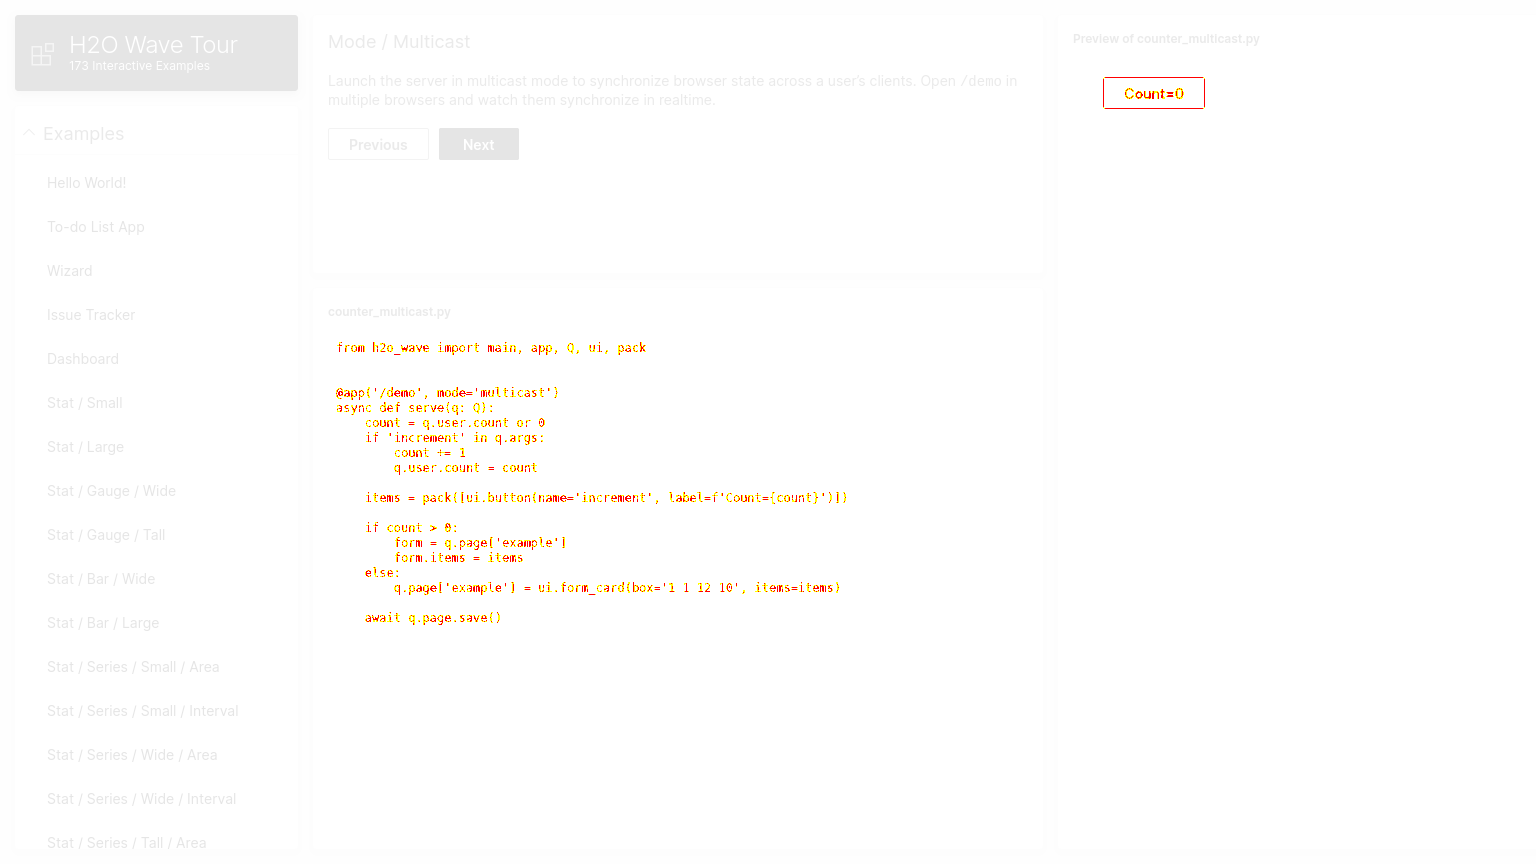 H2O Wave Tour
173 Interactive Examples
Examples
Hello World!
To-do List App
Wizard
Issue Tracker
Dashboard
Stat / Small
Stat / Large
Stat / Gauge / Wide
Stat / Gauge / Tall
Stat / Bar / Wide
Stat / Bar / Large
Stat / Series / Small / Area
Stat / Series / Small / Interval
Stat / Series / Wide / Area
Stat / Series / Wide / Interval
Stat / Series / Tall / Area
Mode / Multicast
Launch the server in multicast mode to synchronize browser state across a user's clients. Open /demo in
multiple browsers and watch them synchronize in realtime.
Previous
Next
counter_multicast.py
from h2o_wave import main, app, Q, ui, pack
@app('/demo', mode='multicast')
async def serve(q: Q):
    count = q.user.count or 0
    if 'increment' in q.args:
        count += 1
        q.user.count = count
    items = pack([ui.button(name='increment', label=f'Count={count}')])
    if count > 0:
        form = q.page['example']
        form.items = items
    else:
        q.page['example'] = ui.form_card(box='1 1 12 10', items=items)
    await q.page.save()
Preview of counter_multicast.py
Count=0